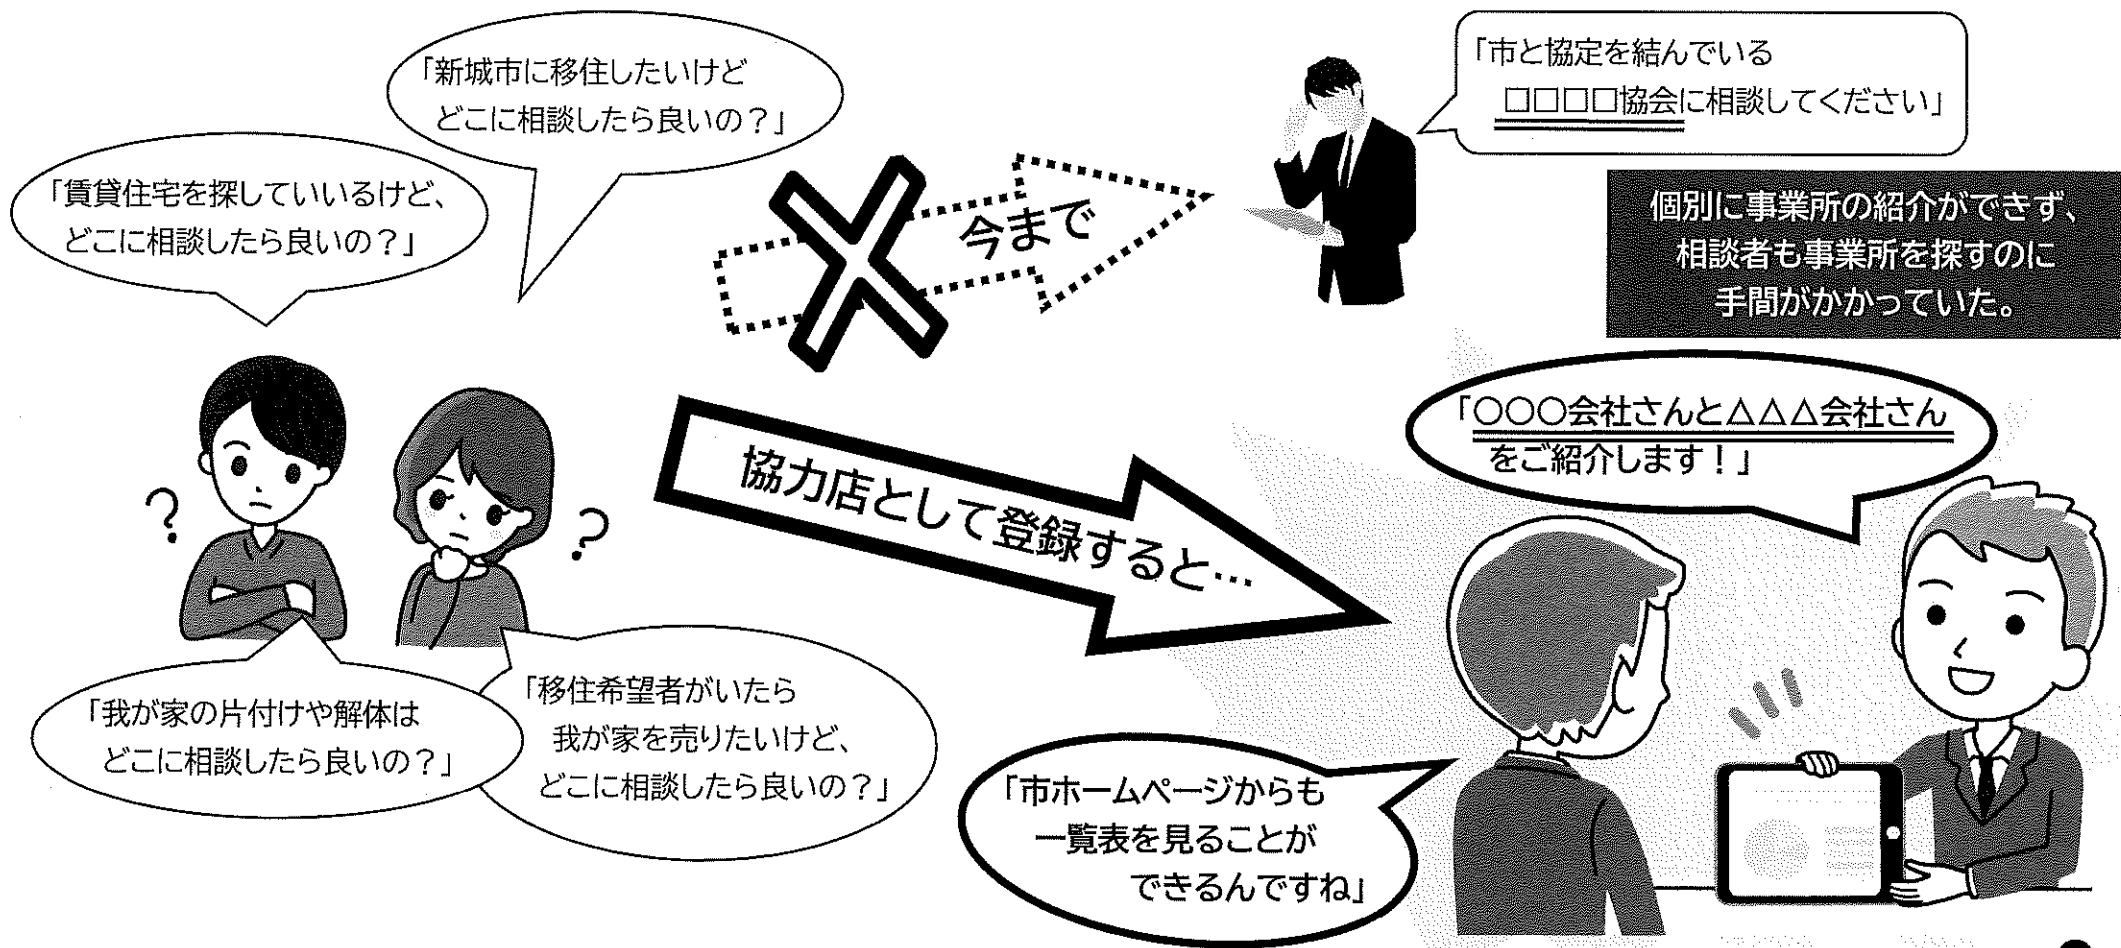 「新城市に移住したいけど
どこに相談したら良いの？」
「賃貸住宅を探していいるけど、
どこに相談したら良いの？」
今まで
「市と協定を結んでいる
□□□□協会に相談してください」
個別に事業所の紹介ができず、
相談者も事業所を探すのに
手間がかかっていた。
?
?
協力店として登録すると…
「○○○会社さんと△△△会社さん
をご紹介します！」
「我が家の片付けや解体は
どこに相談したら良いの？」
「移住希望者がいたら
我が家を売りたいけど、
どこに相談したら良いの？」
「市ホームページからも
一覧表を見ることが
できるんですね」